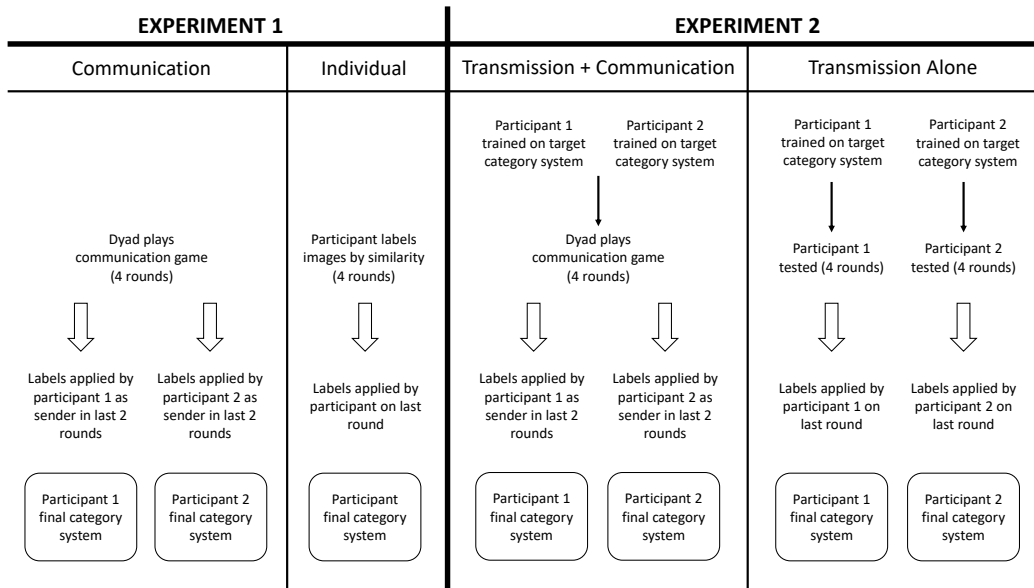 EXPERIMENT 1
EXPERIMENT 2
Communication
Individual
Transmission + Communication
Transmission Alone
Participant 1
trained on target
category system
Participant 2
trained on target
category system
Participant 1
trained on target
category system
Participant 2
trained on target
category system
Dyad plays
communication game
(4 rounds)
Participant labels
images by similarity
(4 rounds)
Dyad plays
communication game
(4 rounds)
Participant 1
tested (4 rounds)
Participant 2
tested (4 rounds)
Labels applied by
participant 1 as
sender in last 2
rounds
Labels applied by
participant 2 as
sender in last 2
rounds
Labels applied by
participant on last
round
Labels applied by
participant 1 as
sender in last 2
rounds
Labels applied by
participant 2 as
sender in last 2
rounds
Labels applied by
participant 1 on
last round
Labels applied by
participant 2 on
last round
Participant 1
final category
system
Participant 2
final category
system
Participant
final category
system
Participant 1
final category
system
Participant 2
final category
system
Participant 1
final category
system
Participant 2
final category
system